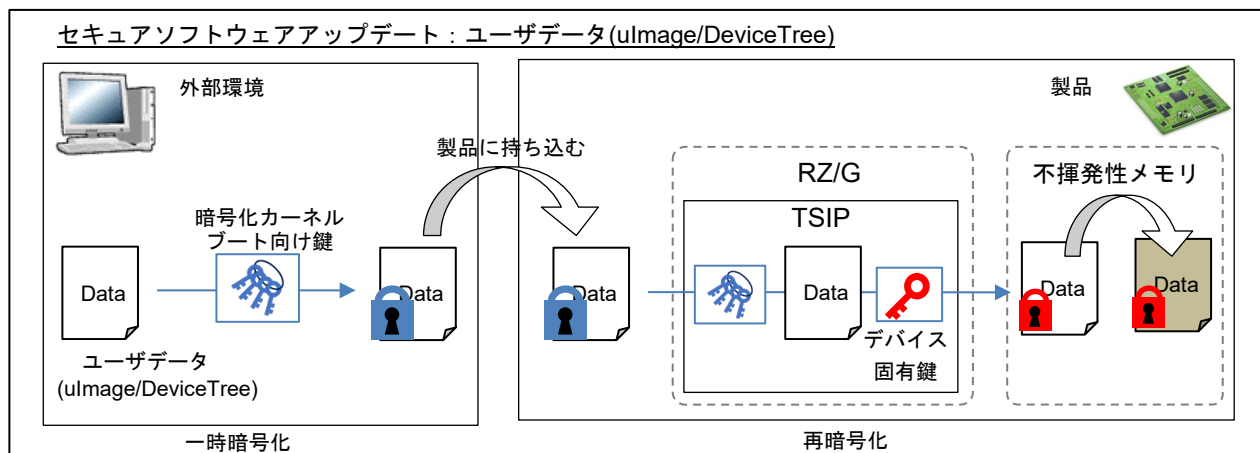 セキュアソフトウェアアップデート：ユーザデータ(uImage/DeviceTree)
外部環境
製品に持ち込む
製品
暗号化カーネル
ブート向け鍵
Data
Data
ユーザデータ
(uImage/DeviceTree)
一時暗号化
RZ/G
TSIP
Data
Data
デバイス
固有鍵
不揮発性メモリ
Data
Data
再暗号化